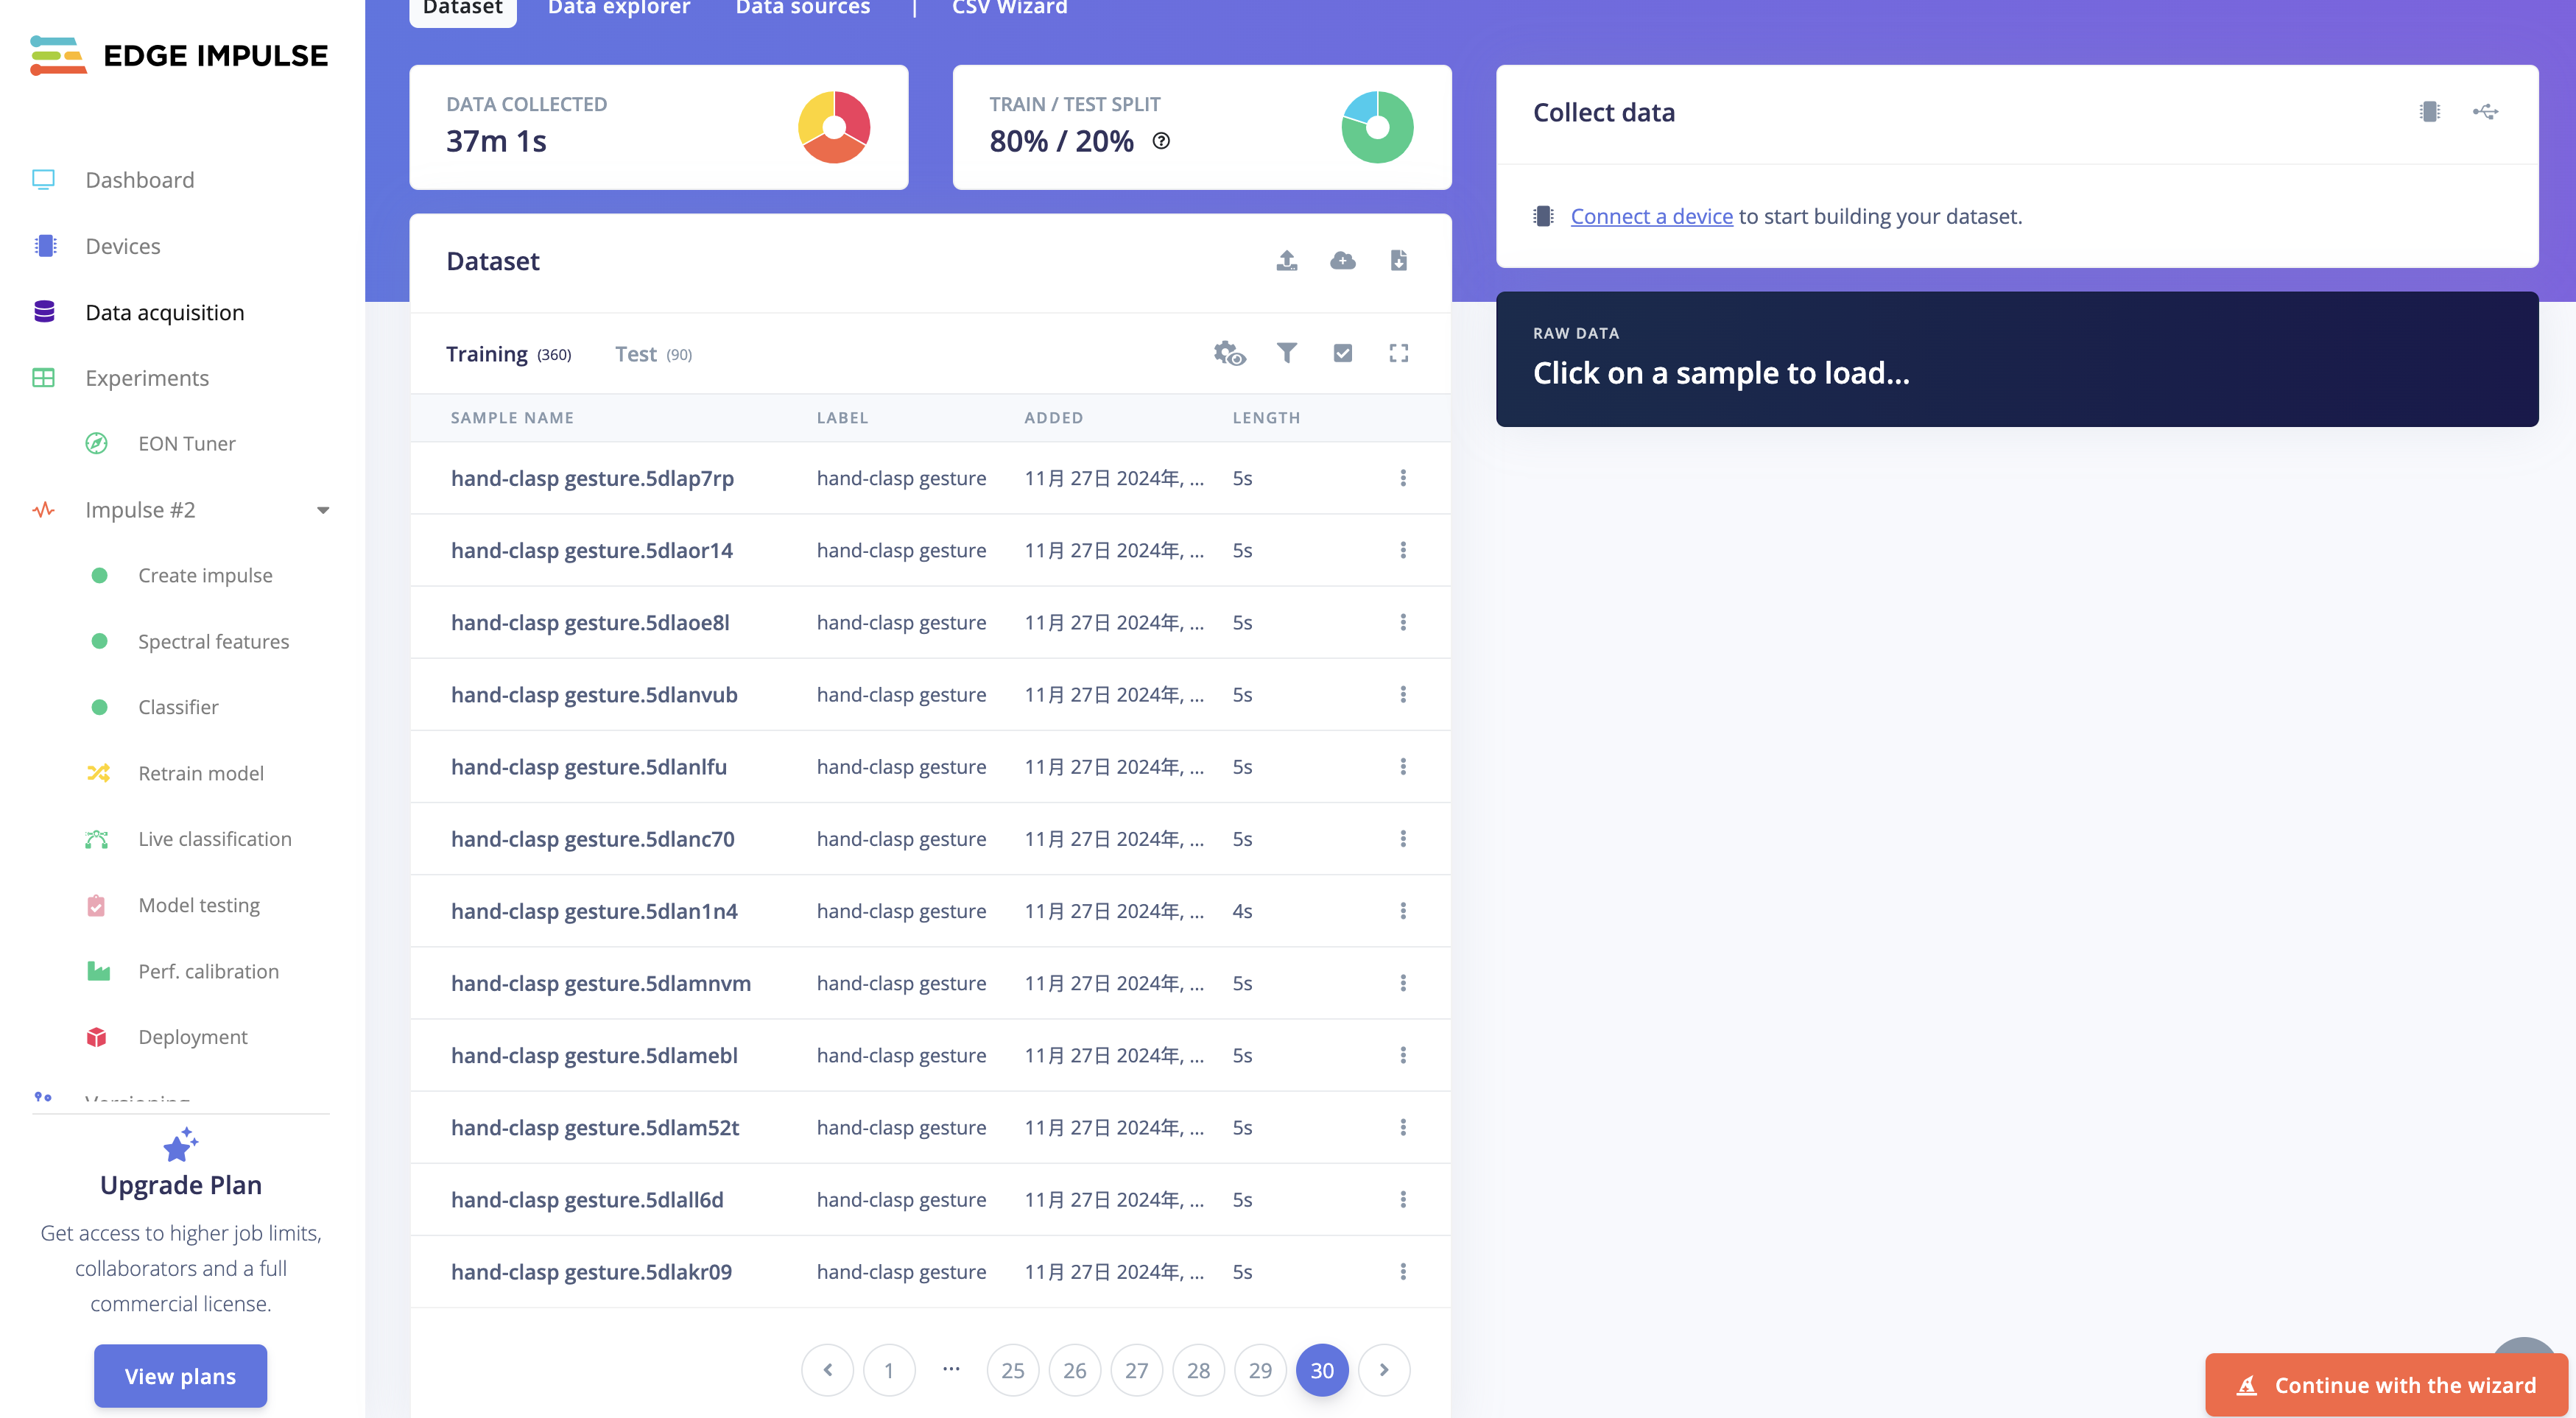 EDGE IMPULSE
Dashboard
Devices
Data acquisition
Experiments
EON Tuner
Impulse #2
Create impulse
Spectral features
Classifier
Retrain model
Live classification
Model testing
Perf. calibration
Deployment
Versioning
Upgrade Plan
Get access to higher job limits,
collaborators and a full
commercial license.
View plans
Dataset Data explorer Data sources | CSV Wizard
DATA COLLECTED
37m 1s
TRAIN / TEST SPLIT
80% / 20%
Dataset
Training (360) Test (90)
SAMPLE NAME LABEL ADDED LENGTH
hand-clasp gesture.5dlap7rp hand-clasp gesture 11月 27日 2024年, ... 5s
hand-clasp gesture.5dlaor14 hand-clasp gesture 11月 27日 2024年, ... 5s
hand-clasp gesture.5dlaoe8l hand-clasp gesture 11月 27日 2024年, ... 5s
hand-clasp gesture.5dlanvub hand-clasp gesture 11月 27日 2024年, ... 5s
hand-clasp gesture.5dlanlfu hand-clasp gesture 11月 27日 2024年, ... 5s
hand-clasp gesture.5dlanc70 hand-clasp gesture 11月 27日 2024年, ... 5s
hand-clasp gesture.5dlan1n4 hand-clasp gesture 11月 27日 2024年, ... 4s
hand-clasp gesture.5dlamnvm hand-clasp gesture 11月 27日 2024年, ... 5s
hand-clasp gesture.5dlamebl hand-clasp gesture 11月 27日 2024年, ... 5s
hand-clasp gesture.5dlam52t hand-clasp gesture 11月 27日 2024年, ... 5s
hand-clasp gesture.5dlall6d hand-clasp gesture 11月 27日 2024年, ... 5s
hand-clasp gesture.5dlakr09 hand-clasp gesture 11月 27日 2024年, ... 5s
1 ... 25 26 27 28 29 30
Collect data
Connect a device to start building your dataset.
RAW DATA
Click on a sample to load...
Continue with the wizard